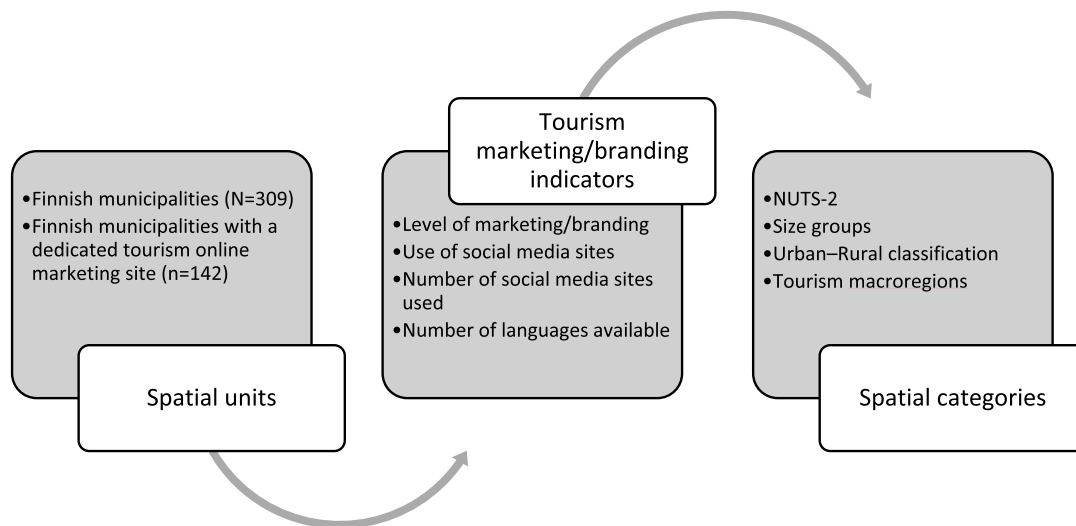 •Finnish municipalities (N=309)
•Finnish municipalities with a
dedicated tourism online
marketing site (n=142)
Spatial units
Tourism
marketing/branding
indicators
•Level of marketing/branding
•Use of social media sites
•Number of social media sites
used
•Number of languages available
•NUTS-2
•Size groups
•Urban–Rural classification
•Tourism macroregions
Spatial categories